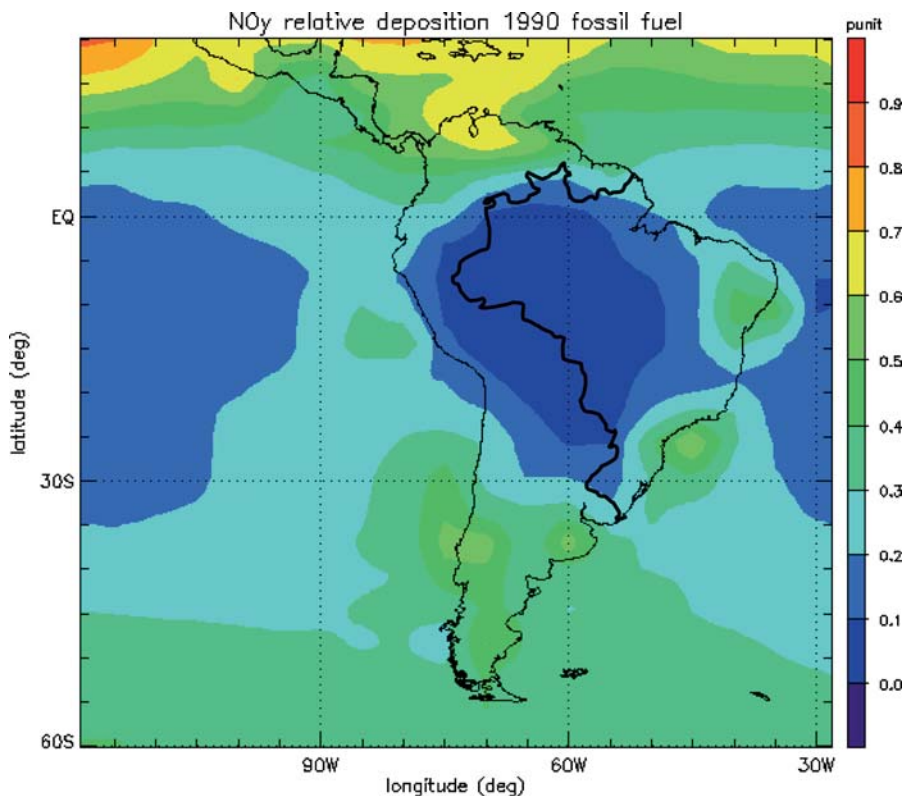 NOy relative deposition 1990 fossil fuel
punit
0.9
0.8
0.7
0.6
0.5
0.4
0.3
0.2
0.1
0.0
latitude (deg)
EQ
30S
60S
90W
60W
30W
longitude (deg)